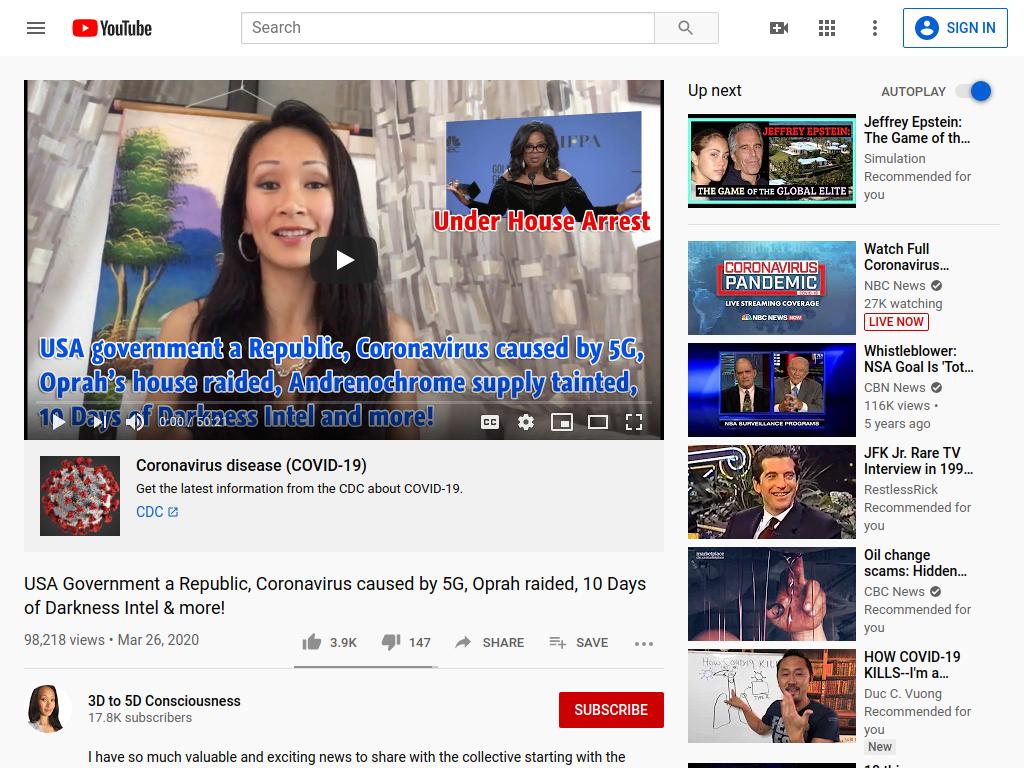 YouTube
Search
SIGN IN
Under House Arrest
USA government a Republic, Coronavirus caused by 5G,
Oprah's house raided, Andrenochrome supply tainted,
10 Days of Darkness Intel and more!
0:00 / 50:21
CC
Coronavirus disease (COVID-19)
Get the latest information from the CDC about COVID-19.
CDC
USA Government a Republic, Coronavirus caused by 5G, Oprah raided, 10 Days
of Darkness Intel & more!
98,218 views • Mar 26, 2020
3.9K
147
SHARE
SAVE
3D to 5D Consciousness
17.8K subscribers
SUBSCRIBE
I have so much valuable and exciting news to share with the collective starting with the
Up next
AUTOPLAY
JEFFREY EPSTEIN:
THE GAME OF THE GLOBAL ELITE
Jeffrey Epstein:
The Game of th...
Simulation
Recommended for
you
CORONAVIRUS
PANDEMIC
LIVE STREAMING COVERAGE
NBC NEWS NOW
Watch Full
Coronavirus...
NBC News
27K watching
LIVE NOW
NSA SURVEILLANCE PROGRAMS
Whistleblower:
NSA Goal Is 'Tot...
CBN News
116K views •
5 years ago
JFK Jr. Rare TV
Interview in 199...
RestlessRick
Recommended for
you
marketplace
Oil change
scams: Hidden...
CBC News
Recommended for
you
HOW COVID-19
KILLS--I'm a...
Duc C. Vuong
Recommended for
you
New